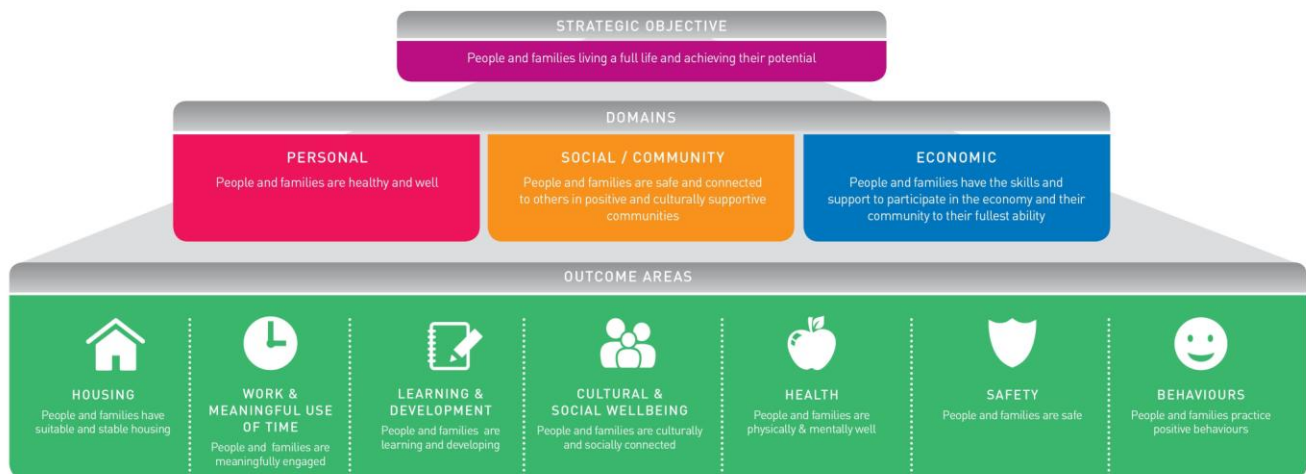 STRATEGIC OBJECTIVE
People and families living a full life and achieving their potential
DOMAINS
PERSONAL
People and families are healthy and well
SOCIAL / COMMUNITY
People and families are safe and connected
to others in positive and culturally supportive
communities
ECONOMIC
People and families have the skills and
support to participate in the economy and their
community to their fullest ability
OUTCOME AREAS
HOUSING
People and families have
suitable and stable housing
WORK &
MEANINGFUL USE
OF TIME
People and families are
meaningfully engaged
LEARNING &
DEVELOPMENT
People and families are
learning and developing
CULTURAL &
SOCIAL WELLBEING
People and families are culturally
and socially connected
HEALTH
People and families are
physically & mentally well
SAFETY
People and families are safe
BEHAVIOURS
People and families practice
positive behaviours